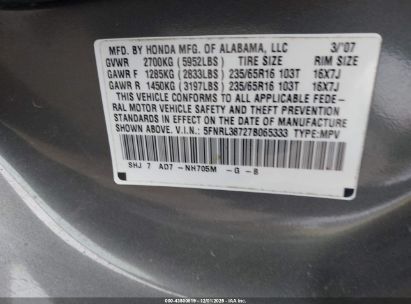 MFD. BY HONDA MFG. OF ALABAMA, LLC 3/'07
GVWR 2700KG (5952LBS) TIRE SIZE RIM SIZE
GAWR F 1285KG (2833LBS) 235/65R16 103T 16X7J
GAWR R 1450KG (3197LBS) 235/65R16 103T 16X7J
THIS VEHICLE CONFORMS TO ALL APPLICABLE FEDE-
RAL MOTOR VEHICLE SAFETY AND THEFT PREVENTION
STANDARDS IN EFFECT ON THE DATE OF MANUFACTURE
SHOWN ABOVE. V.I.N: 5FNRL38727B065333 TYPE:MPV
SHJ 7 AD7-NH705M -G -B